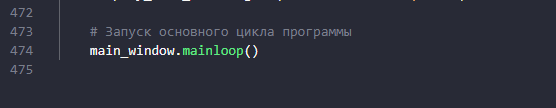 472
473 # Запуск основного цикла программы
474 main_window.mainloop()
475